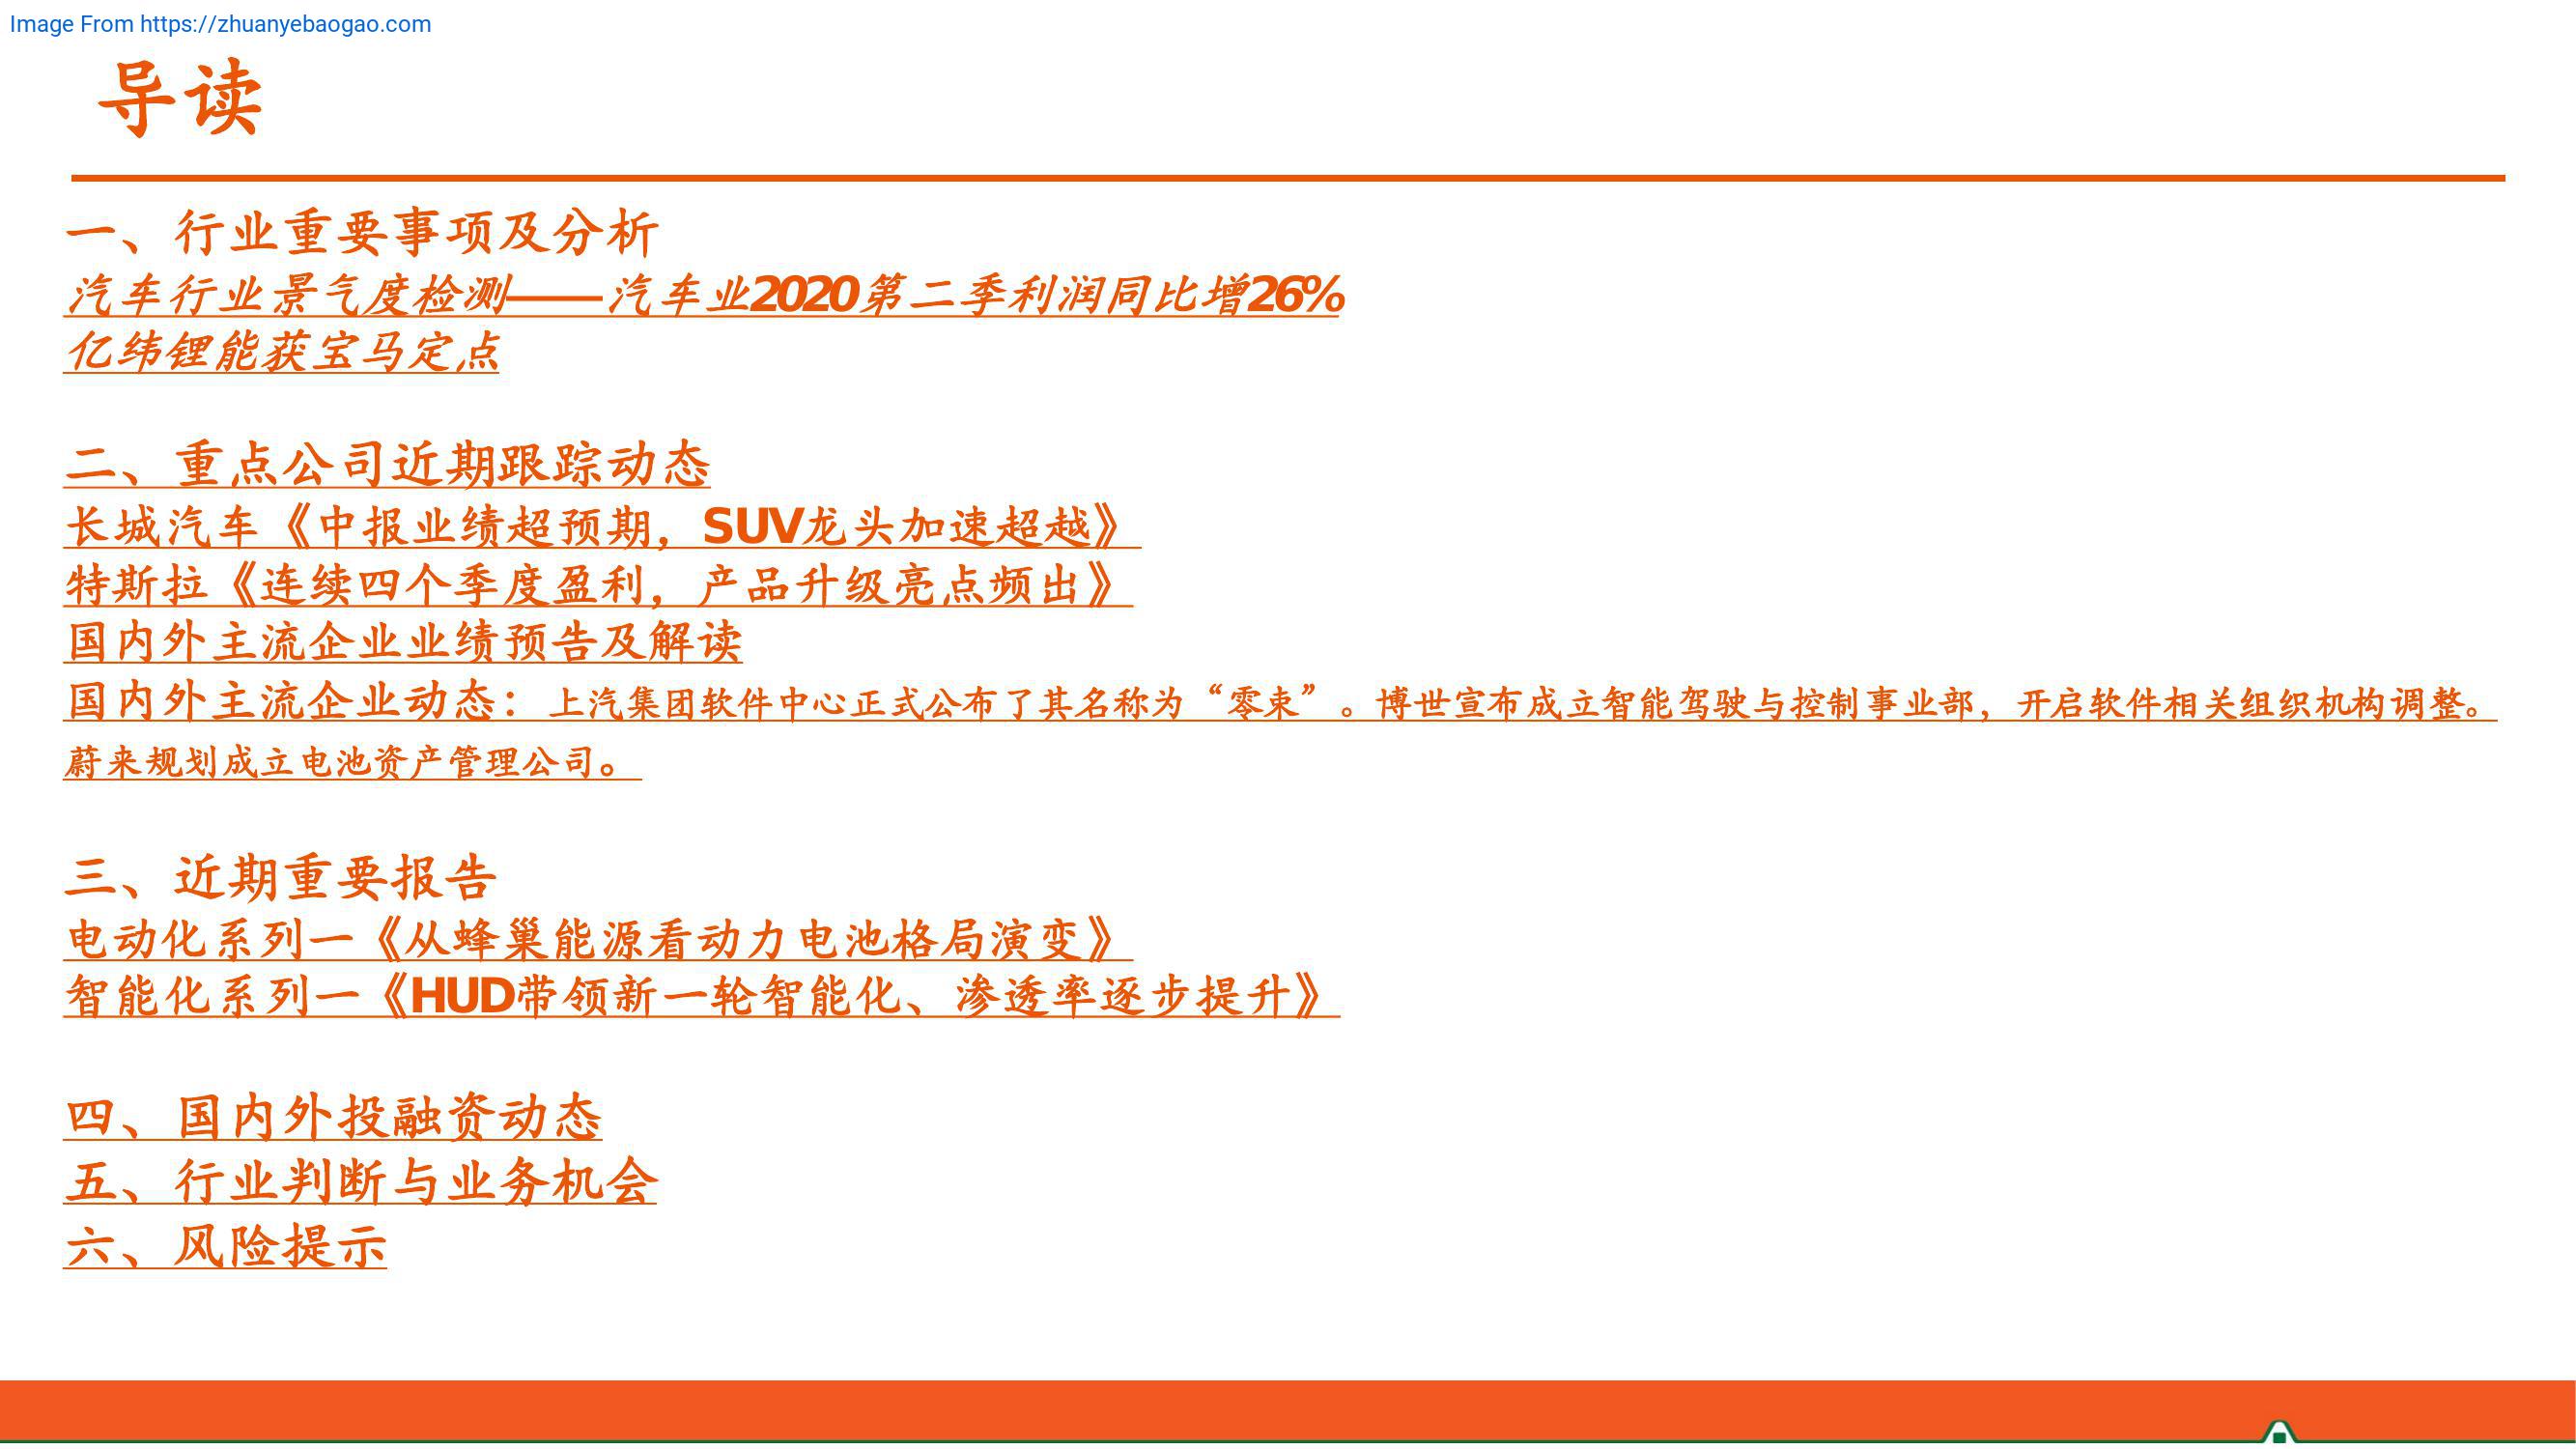 Image From https://zhuanyebaogao.com
导读
一、行业重要事项及分析
汽车行业景气度检测——汽车业2020第二季利润同比增26%
亿纬锂能获宝马定点
二、重点公司近期跟踪动态
长城汽车《中报业绩超预期，SUV龙头加速超越》
特斯拉《连续四个季度盈利，产品升级亮点频出》
国内外主流企业业绩预告及解读
国内外主流企业动态：上汽集团软件中心正式公布了其名称为“零束”。博世宣布成立智能驾驶与控制事业部，开启软件相关组织机构调整。
蔚来规划成立电池资产管理公司。
三、近期重要报告
电动化系列一《从蜂巢能源看动力电池格局演变》
智能化系列一《HUD带领新一轮智能化、渗透率逐步提升》
四、国内外投融资动态
五、行业判断与业务机会
六、风险提示